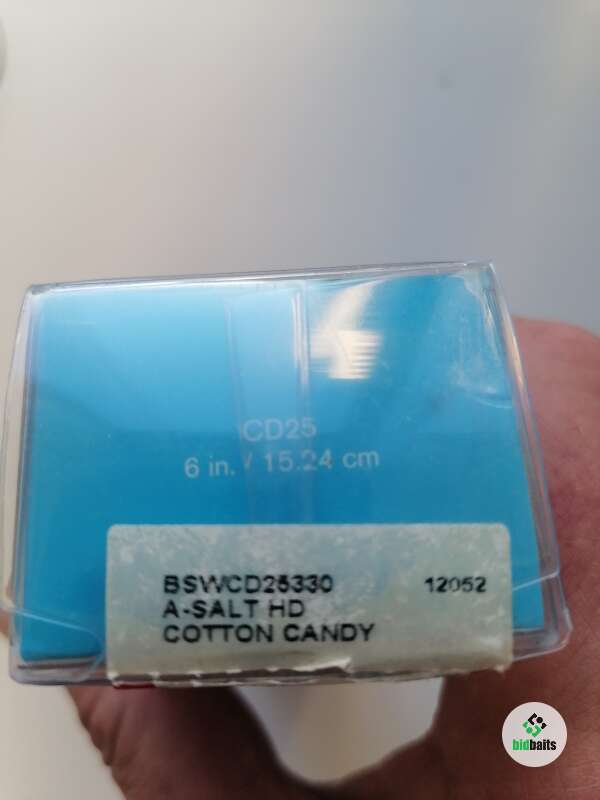 CD25
6 in. / 15.24 cm
BSWCD25330 12052
A-SALT HD
COTTON CANDY
bidbaits